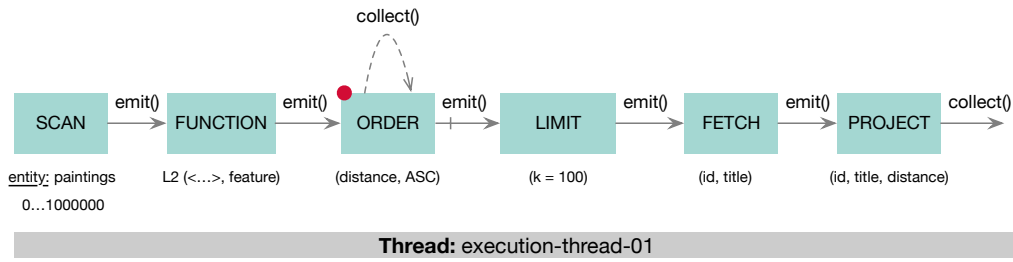 collect()
emit()
emit()
emit()
emit()
emit()
collect()
SCAN
FUNCTION
ORDER
LIMIT
FETCH
PROJECT
entity: paintings
L2 (<...>, feature)
(distance, ASC)
(k = 100)
(id, title)
(id, title, distance)
0...1000000
Thread: execution-thread-01